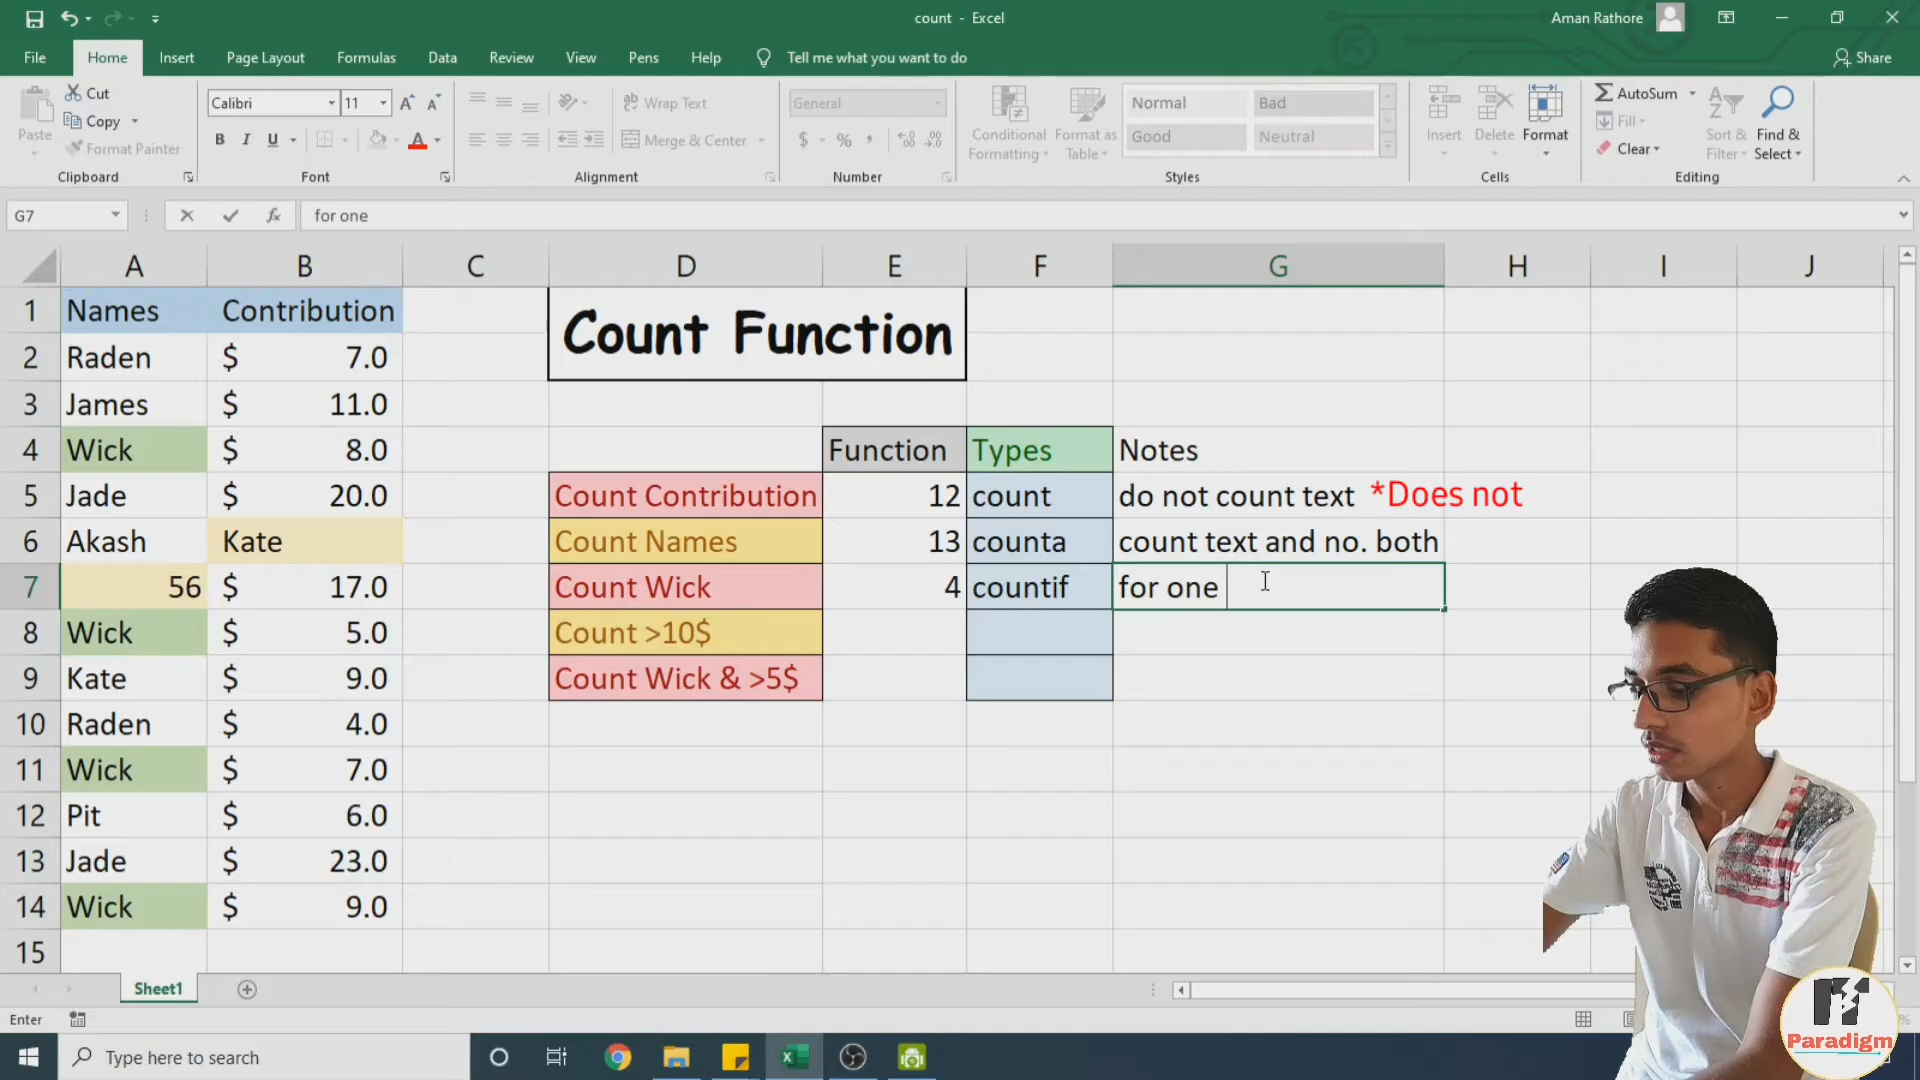 count - Excel
Aman Rathore
File Home Insert Page Layout Formulas Data Review View Pens Help Tell me what you want to do Share
Paste
Cut
Copy
Format Painter
Clipboard
Calibri 11
B I U
Font
Wrap Text
Merge & Center
Alignment
General
$ %
Number
Conditional Formatting
Format as Table
Normal Bad
Good Neutral
Styles
Insert Delete Format
Cells
AutoSum
Fill
Clear
Sort & Filter
Find & Select
Editing
G7 fx for one
A B C D E F G H I J
1 Names Contribution Count Function
2 Raden $ 7.0
3 James $ 11.0
4 Wick $ 8.0 Function Types Notes
5 Jade $ 20.0 Count Contribution 12 count do not count text *Does not
6 Akash Kate Count Names 13 counta count text and no. both
7 56 $ 17.0 Count Wick 4 countif for one
8 Wick $ 5.0 Count >10$
9 Kate $ 9.0 Count Wick & >5$
10 Raden $ 4.0
11 Wick $ 7.0
12 Pit $ 6.0
13 Jade $ 23.0
14 Wick $ 9.0
15
Sheet1
Enter
Type here to search
Paradigm